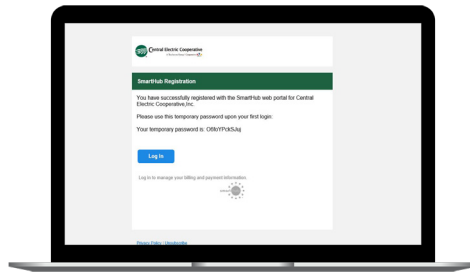 Central Electric Cooperative
SmartHub Registration
You have successfully registered with the SmartHub web portal for Central
Electric Cooperative,Inc.
Please use this temporary password upon your first login:
Your temporary password is: O8IoYPckSJuj
Log In
Log in to manage your billing and payment information.
Privacy Policy | Unsubscribe